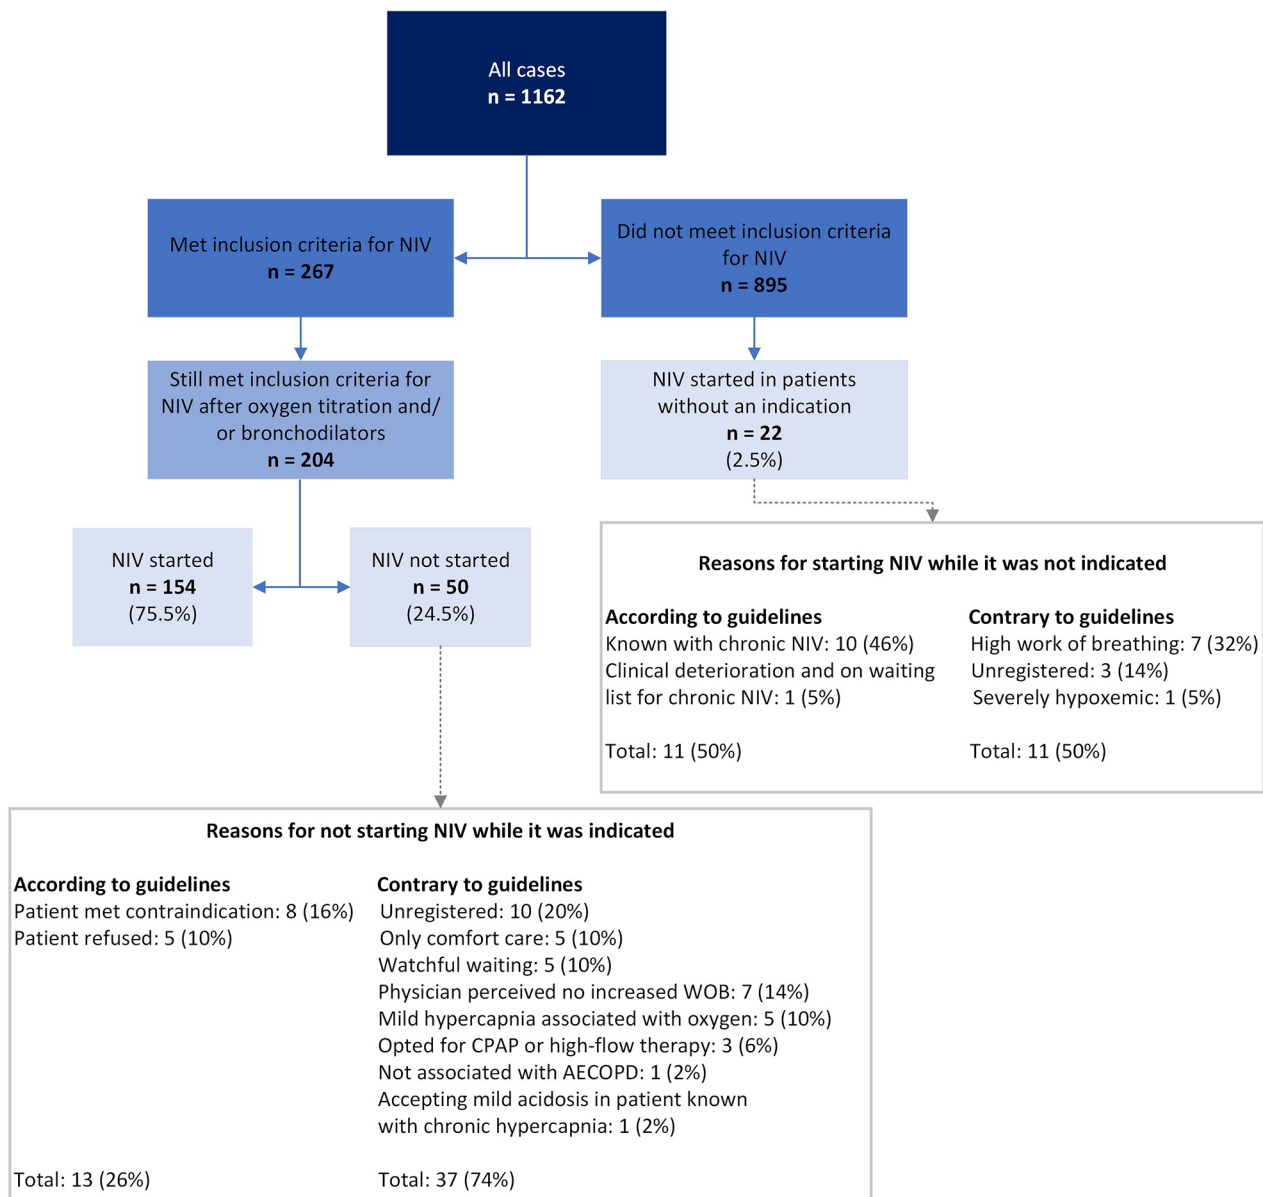 All cases
n = 1162
Met inclusion criteria for NIV
n = 267
Did not meet inclusion criteria
for NIV
n = 895
Still met inclusion criteria for
NIV after oxygen titration and/
or bronchodilators
n = 204
NIV started in patients
without an indication
n = 22
(2.5%)
NIV started
n = 154
(75.5%)
NIV not started
n = 50
(24.5%)
Reasons for starting NIV while it was not indicated
According to guidelines
Known with chronic NIV: 10 (46%)
Clinical deterioration and on waiting
list for chronic NIV: 1 (5%)
Total: 11 (50%)
Contrary to guidelines
High work of breathing: 7 (32%)
Unregistered: 3 (14%)
Severely hypoxemic: 1 (5%)
Total: 11 (50%)
Reasons for not starting NIV while it was indicated
According to guidelines
Patient met contraindication: 8 (16%)
Patient refused: 5 (10%)
Total: 13 (26%)
Contrary to guidelines
Unregistered: 10 (20%)
Only comfort care: 5 (10%)
Watchful waiting: 5 (10%)
Physician perceived no increased WOB: 7 (14%)
Mild hypercapnia associated with oxygen: 5 (10%)
Opted for CPAP or high-flow therapy: 3 (6%)
Not associated with AECOPD: 1 (2%)
Accepting mild acidosis in patient known
with chronic hypercapnia: 1 (2%)
Total: 37 (74%)